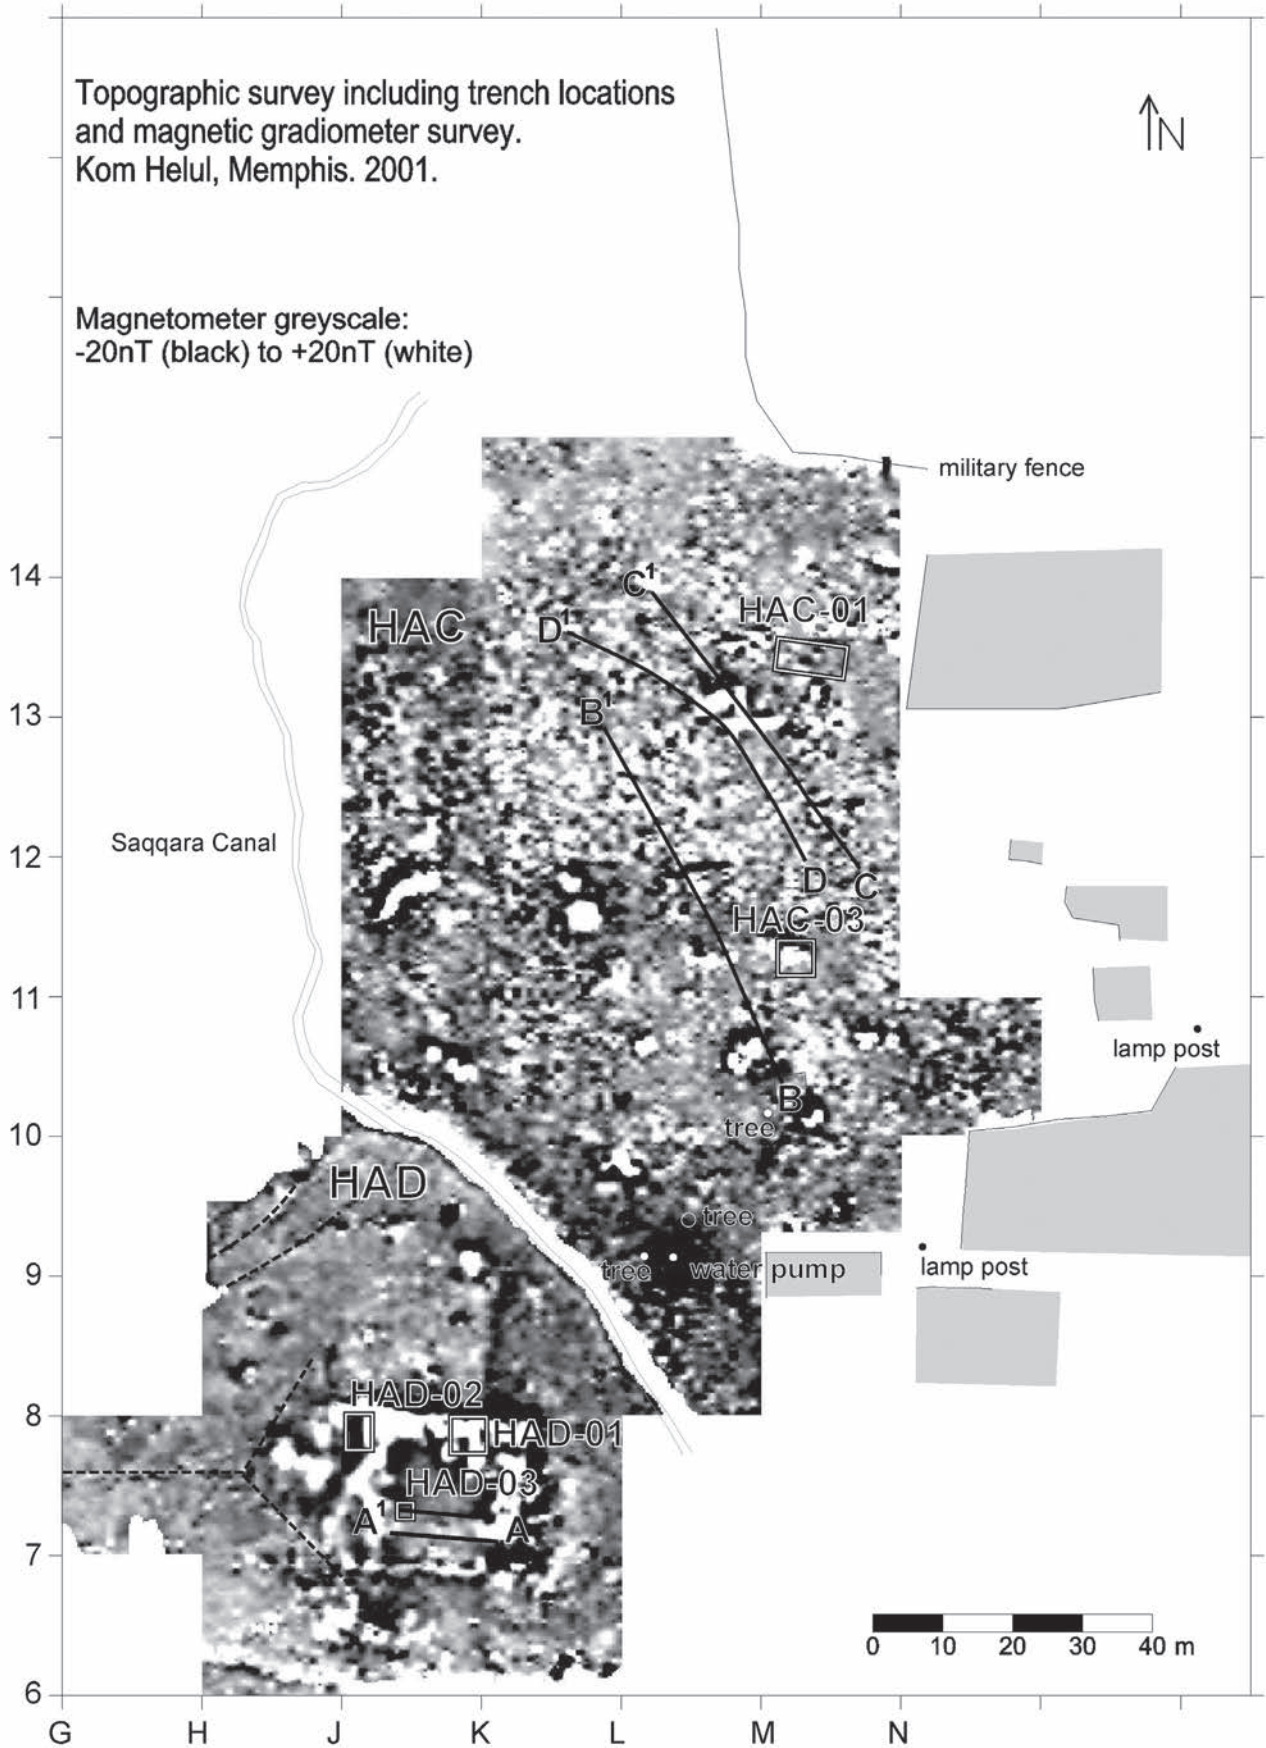 Topographic survey including trench locations
and magnetic gradiometer survey.
Kom Helul, Memphis. 2001.
N
Magnetometer greyscale:
-20nT (black) to +20nT (white)
military fence
14
C¹
HAC-01
HAC
D¹
13
B¹
Saqqara Canal
12
D
C
HAC-03
11
lamp post
B
tree
10
HAD
tree
tree
water pump
lamp post
9
HAD-02
8
HAD-01
HAD-03
A¹
A
7
0 10 20 30 40 m
6
G H J K L M N